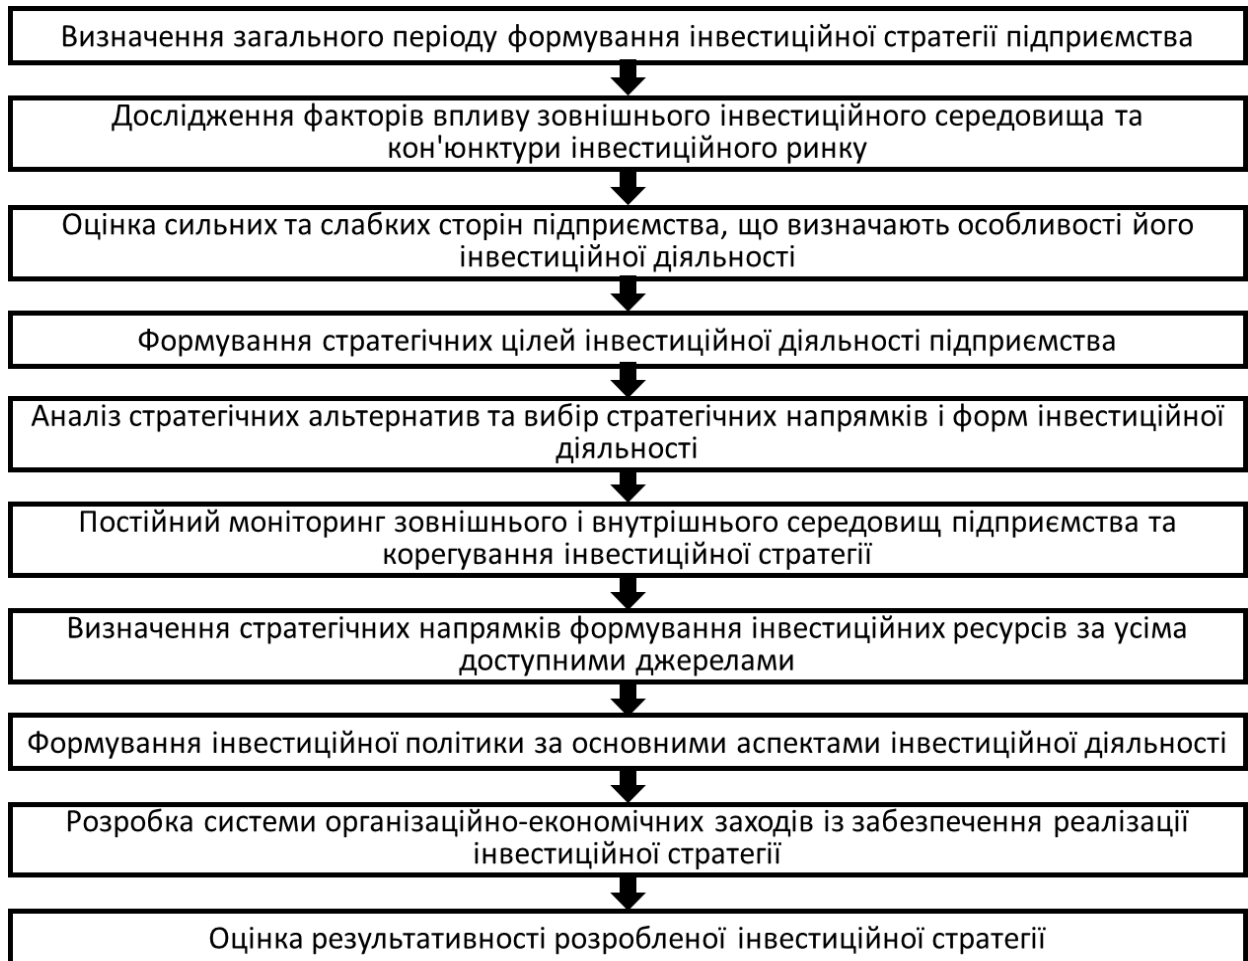 Визначення загального періоду формування інвестиційної стратегії підприємства
Дослідження факторів впливу зовнішнього інвестиційного середовища та
кон'юнктури інвестиційного ринку
Оцінка сильних та слабких сторін підприємства, що визначають особливості його
інвестиційної діяльності
Формування стратегічних цілей інвестиційної діяльності підприємства
Аналіз стратегічних альтернатив та вибір стратегічних напрямків і форм інвестиційної
діяльності
Постійний моніторинг зовнішнього і внутрішнього середовищ підприємства та
корегування інвестиційної стратегії
Визначення стратегічних напрямків формування інвестиційних ресурсів за усіма
доступними джерелами
Формування інвестиційної політики за основними аспектами інвестиційної діяльності
Розробка системи організаційно-економічних заходів із забезпечення реалізації
інвестиційної стратегії
Оцінка результативності розробленої інвестиційної стратегії